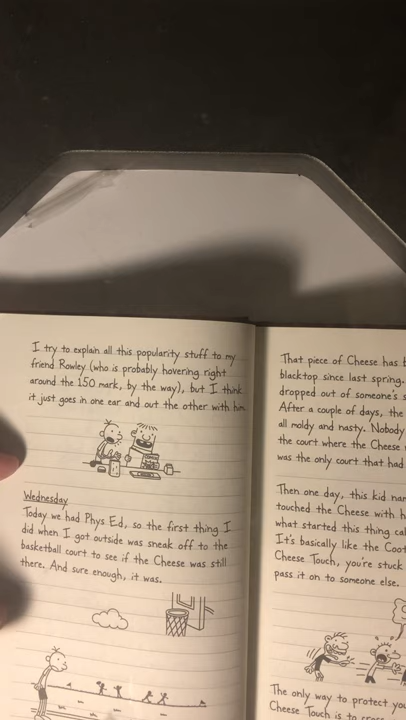 I try to explain all this popularity stuff to my
friend Rowley (who is probably hovering right
around the 150 mark, by the way), but I think
it just goes in one ear and out the other with him.
Wednesday
Today we had Phys Ed, so the first thing I
did when I got outside was sneak off to the
basketball court to see if the Cheese was still
there. And sure enough, it was.
That piece of Cheese has
blacktop since last spring.
dropped out of someone's
After a couple of days, the
all moldy and nasty. Nobody
the court where the Cheese
was the only court that had
Then one day, this kid
touched the Cheese with
what started this thing
It's basically like the
Cheese Touch, you're stuck
pass it on to someone else.
The only way to protect
Cheese Touch is to